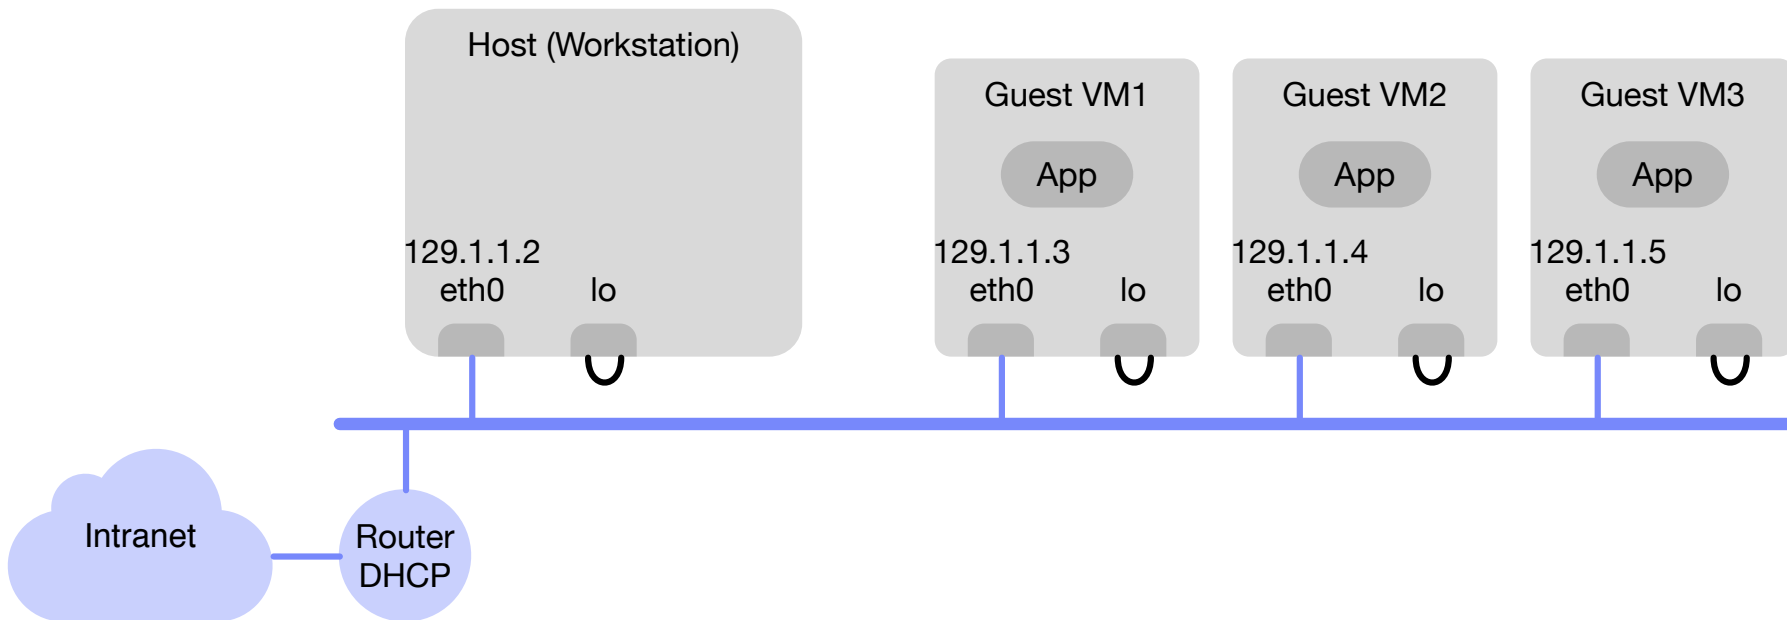 Host (Workstation)
129.1.1.2
eth0
lo
Guest VM1
App
129.1.1.3
eth0
lo
Guest VM2
App
129.1.1.4
eth0
lo
Guest VM3
App
129.1.1.5
eth0
lo
Intranet
Router
DHCP